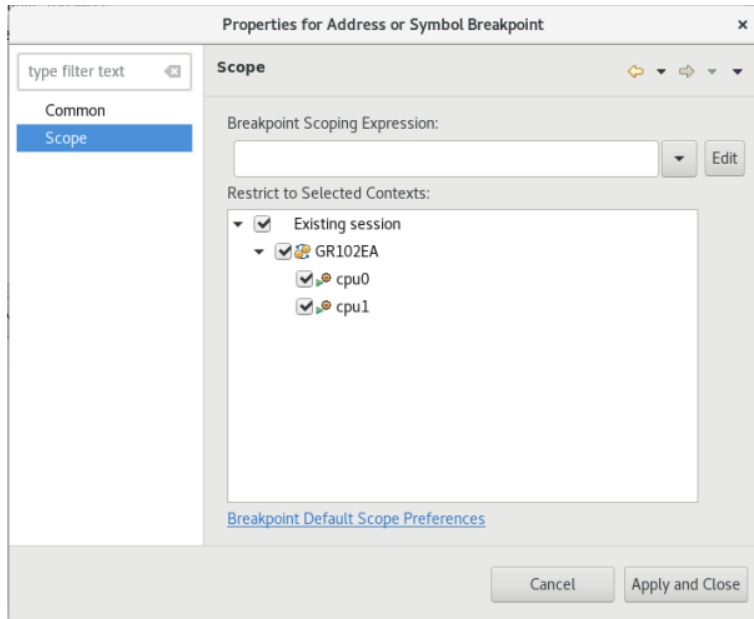 Properties for Address or Symbol Breakpoint
type filter text
Scope
Common
Scope
Breakpoint Scoping Expression:
Edit
Restrict to Selected Contexts:
Existing session
GR102EA
cpu0
cpu1
Breakpoint Default Scope Preferences
Cancel
Apply and Close